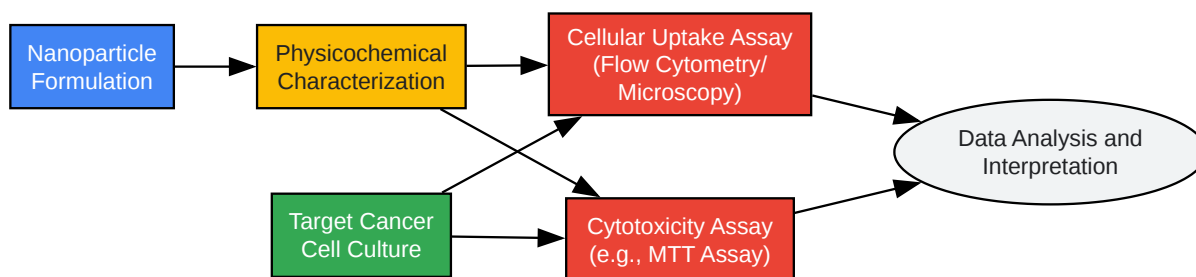 Nanoparticle
Formulation
Physicochemical
Characterization
Cellular Uptake Assay
(Flow Cytometry/
Microscopy)
Data Analysis and
Interpretation
Target Cancer
Cell Culture
Cytotoxicity Assay
(e.g., MTT Assay)